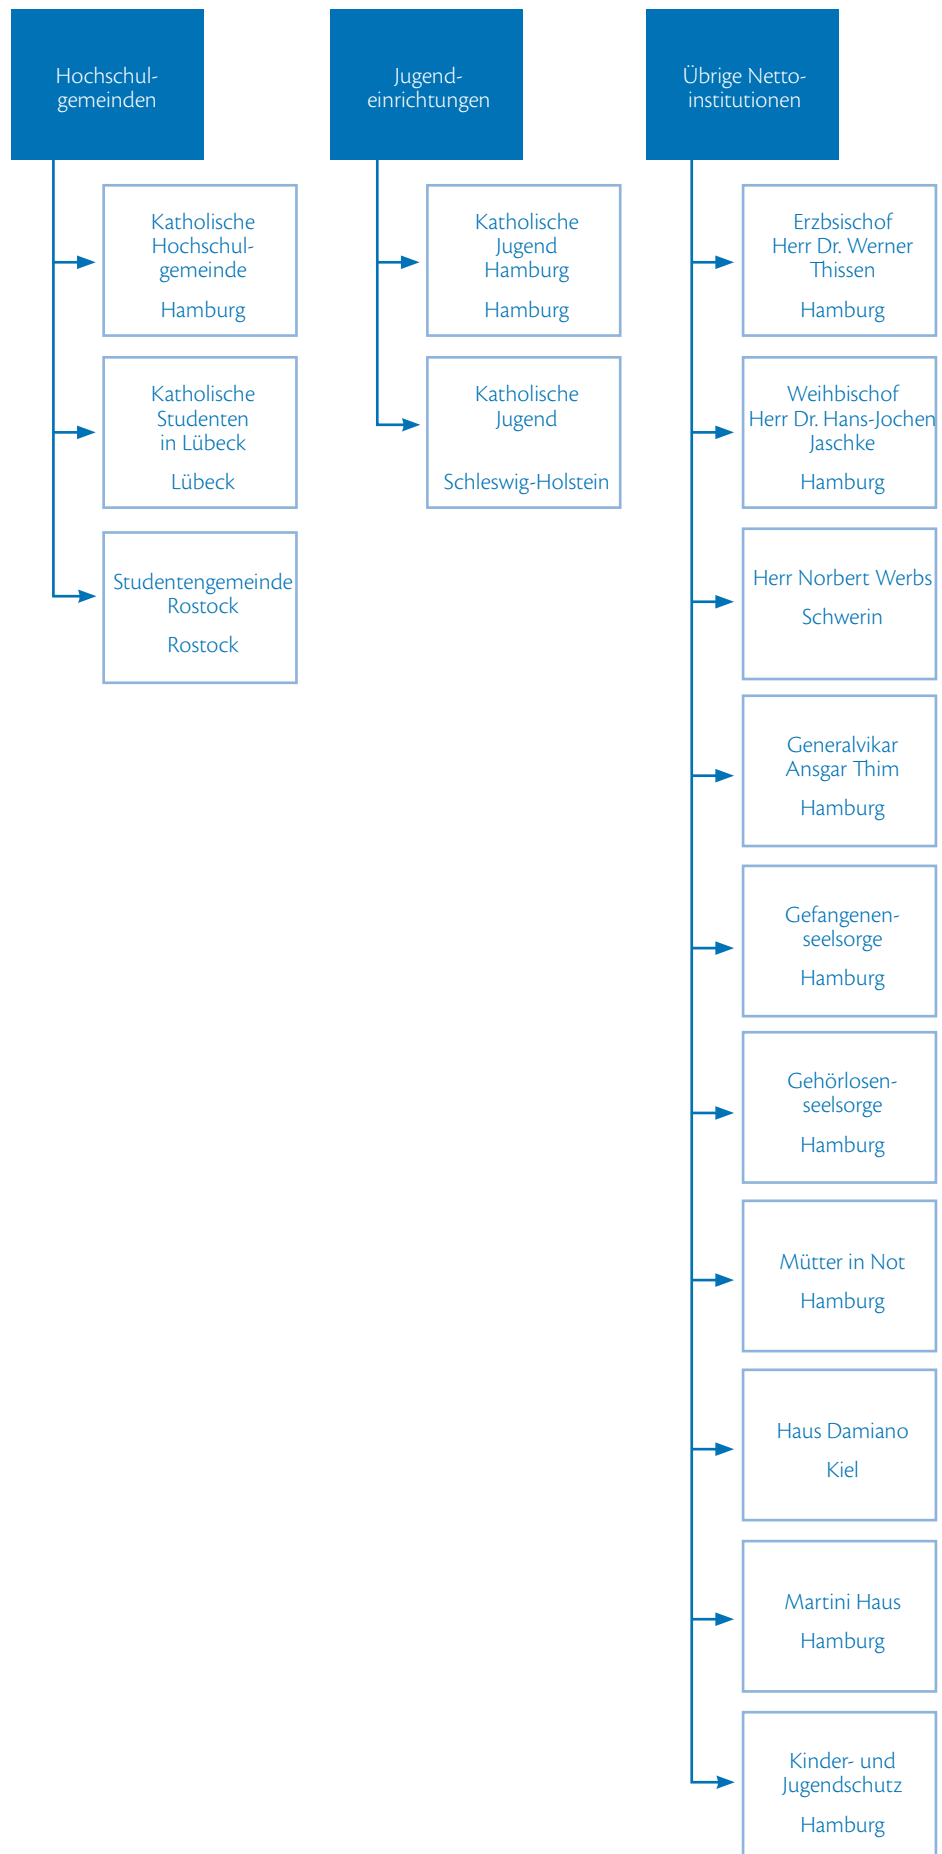 Hochschul-
gemeinden
Katholische
Hochschul-
gemeinde
Hamburg
Katholische
Studenten
in Lübeck
Lübeck
Studentengemeinde
Rostock
Rostock
Jugend-
einrichtungen
Katholische
Jugend
Hamburg
Hamburg
Katholische
Jugend
Schleswig-Holstein
Übrige Netto-
institutionen
Erzbsischof
Herr Dr. Werner
Thissen
Hamburg
Weihbischof
Herr Dr. Hans-Jochen
Jaschke
Hamburg
Herr Norbert Werbs
Schwerin
Generalvikar
Ansgar Thim
Hamburg
Gefangenen-
seelsorge
Hamburg
Gehörlosen-
seelsorge
Hamburg
Mütter in Not
Hamburg
Haus Damiano
Kiel
Martini Haus
Hamburg
Kinder- und
Jugendschutz
Hamburg